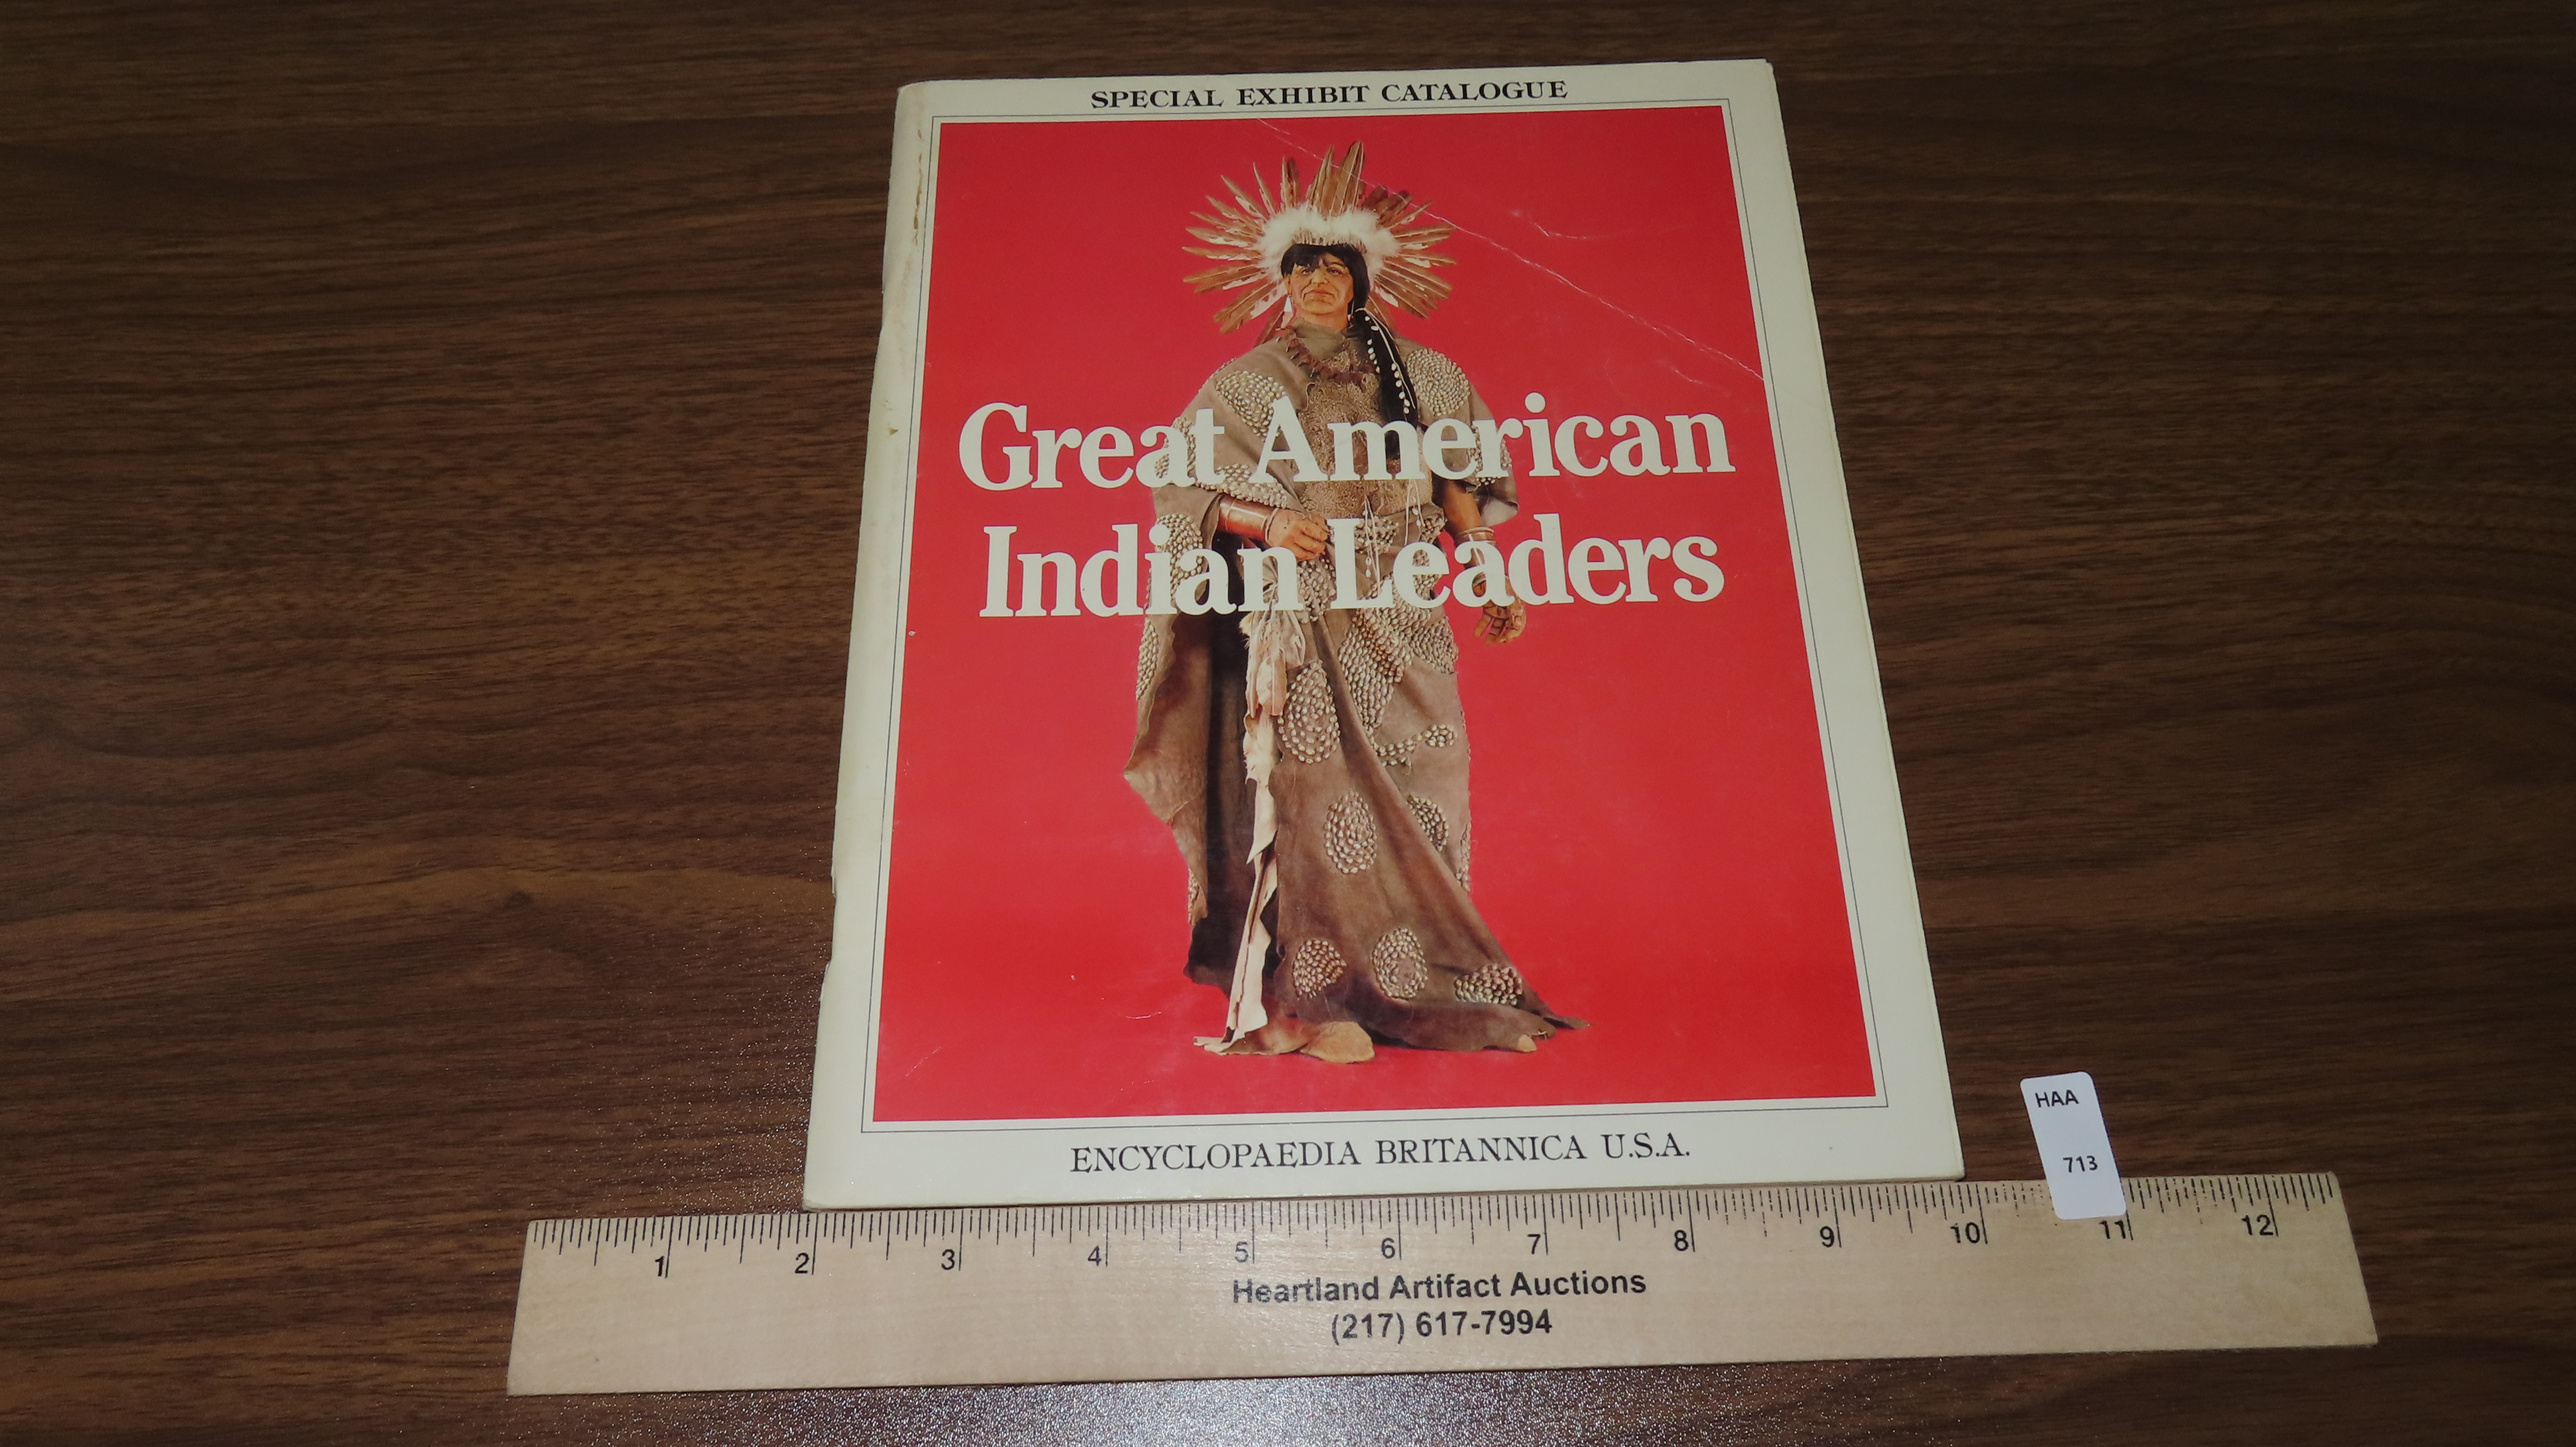 SPECIAL EXHIBIT CATALOGUE
Great American
Indian Leaders
ENCYCLOPAEDIA BRITANNICA U.S.A.
HAA
713
1 2 3 4 5 6 7 8 9 10 11 12
Heartland Artifact Auctions
(217) 617-7994